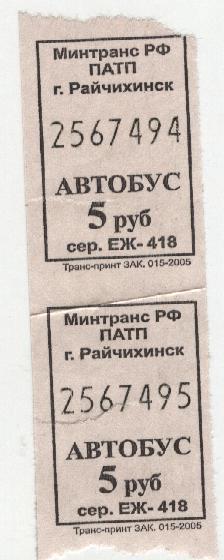 Минтранс РФ
ПАТП
г. Райчихинск
2567494
АВТОБУС
5 руб
сер. ЕЖ- 418
Транс-принт ЗАК. 015-2005
Минтранс РФ
ПАТП
г. Райчихинск
2567495
АВТОБУС
5 руб
сер. ЕЖ- 418
Транс-принт ЗАК. 015-2005